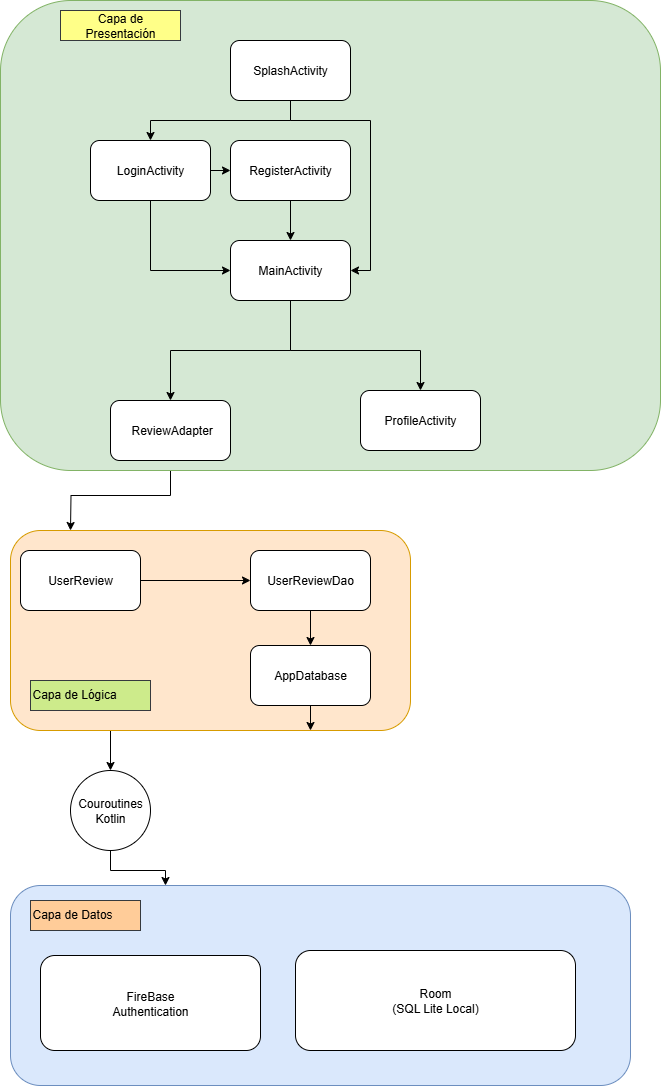 Capa de
Presentación
SplashActivity
LoginActivity
RegisterActivity
MainActivity
ReviewAdapter
ProfileActivity
UserReview
UserReviewDao
AppDatabase
Capa de Lógica
Couroutines
Kotlin
Capa de Datos
FireBase
Authentication
Room
(SQL Lite Local)